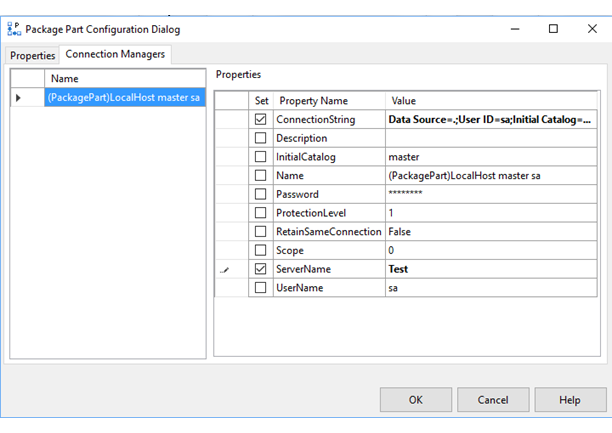 Package Part Configuration Dialog
Properties Connection Managers
Name
(PackagePart)LocalHost master sa
Properties
Set Property Name Value
ConnectionString Data Source=.;User ID=sa;Initial Catalog=...
Description
InitialCatalog master
Name (PackagePart)LocalHost master sa
Password ********
ProtectionLevel 1
RetainSameConnection False
Scope 0
ServerName Test
UserName sa
OK Cancel Help